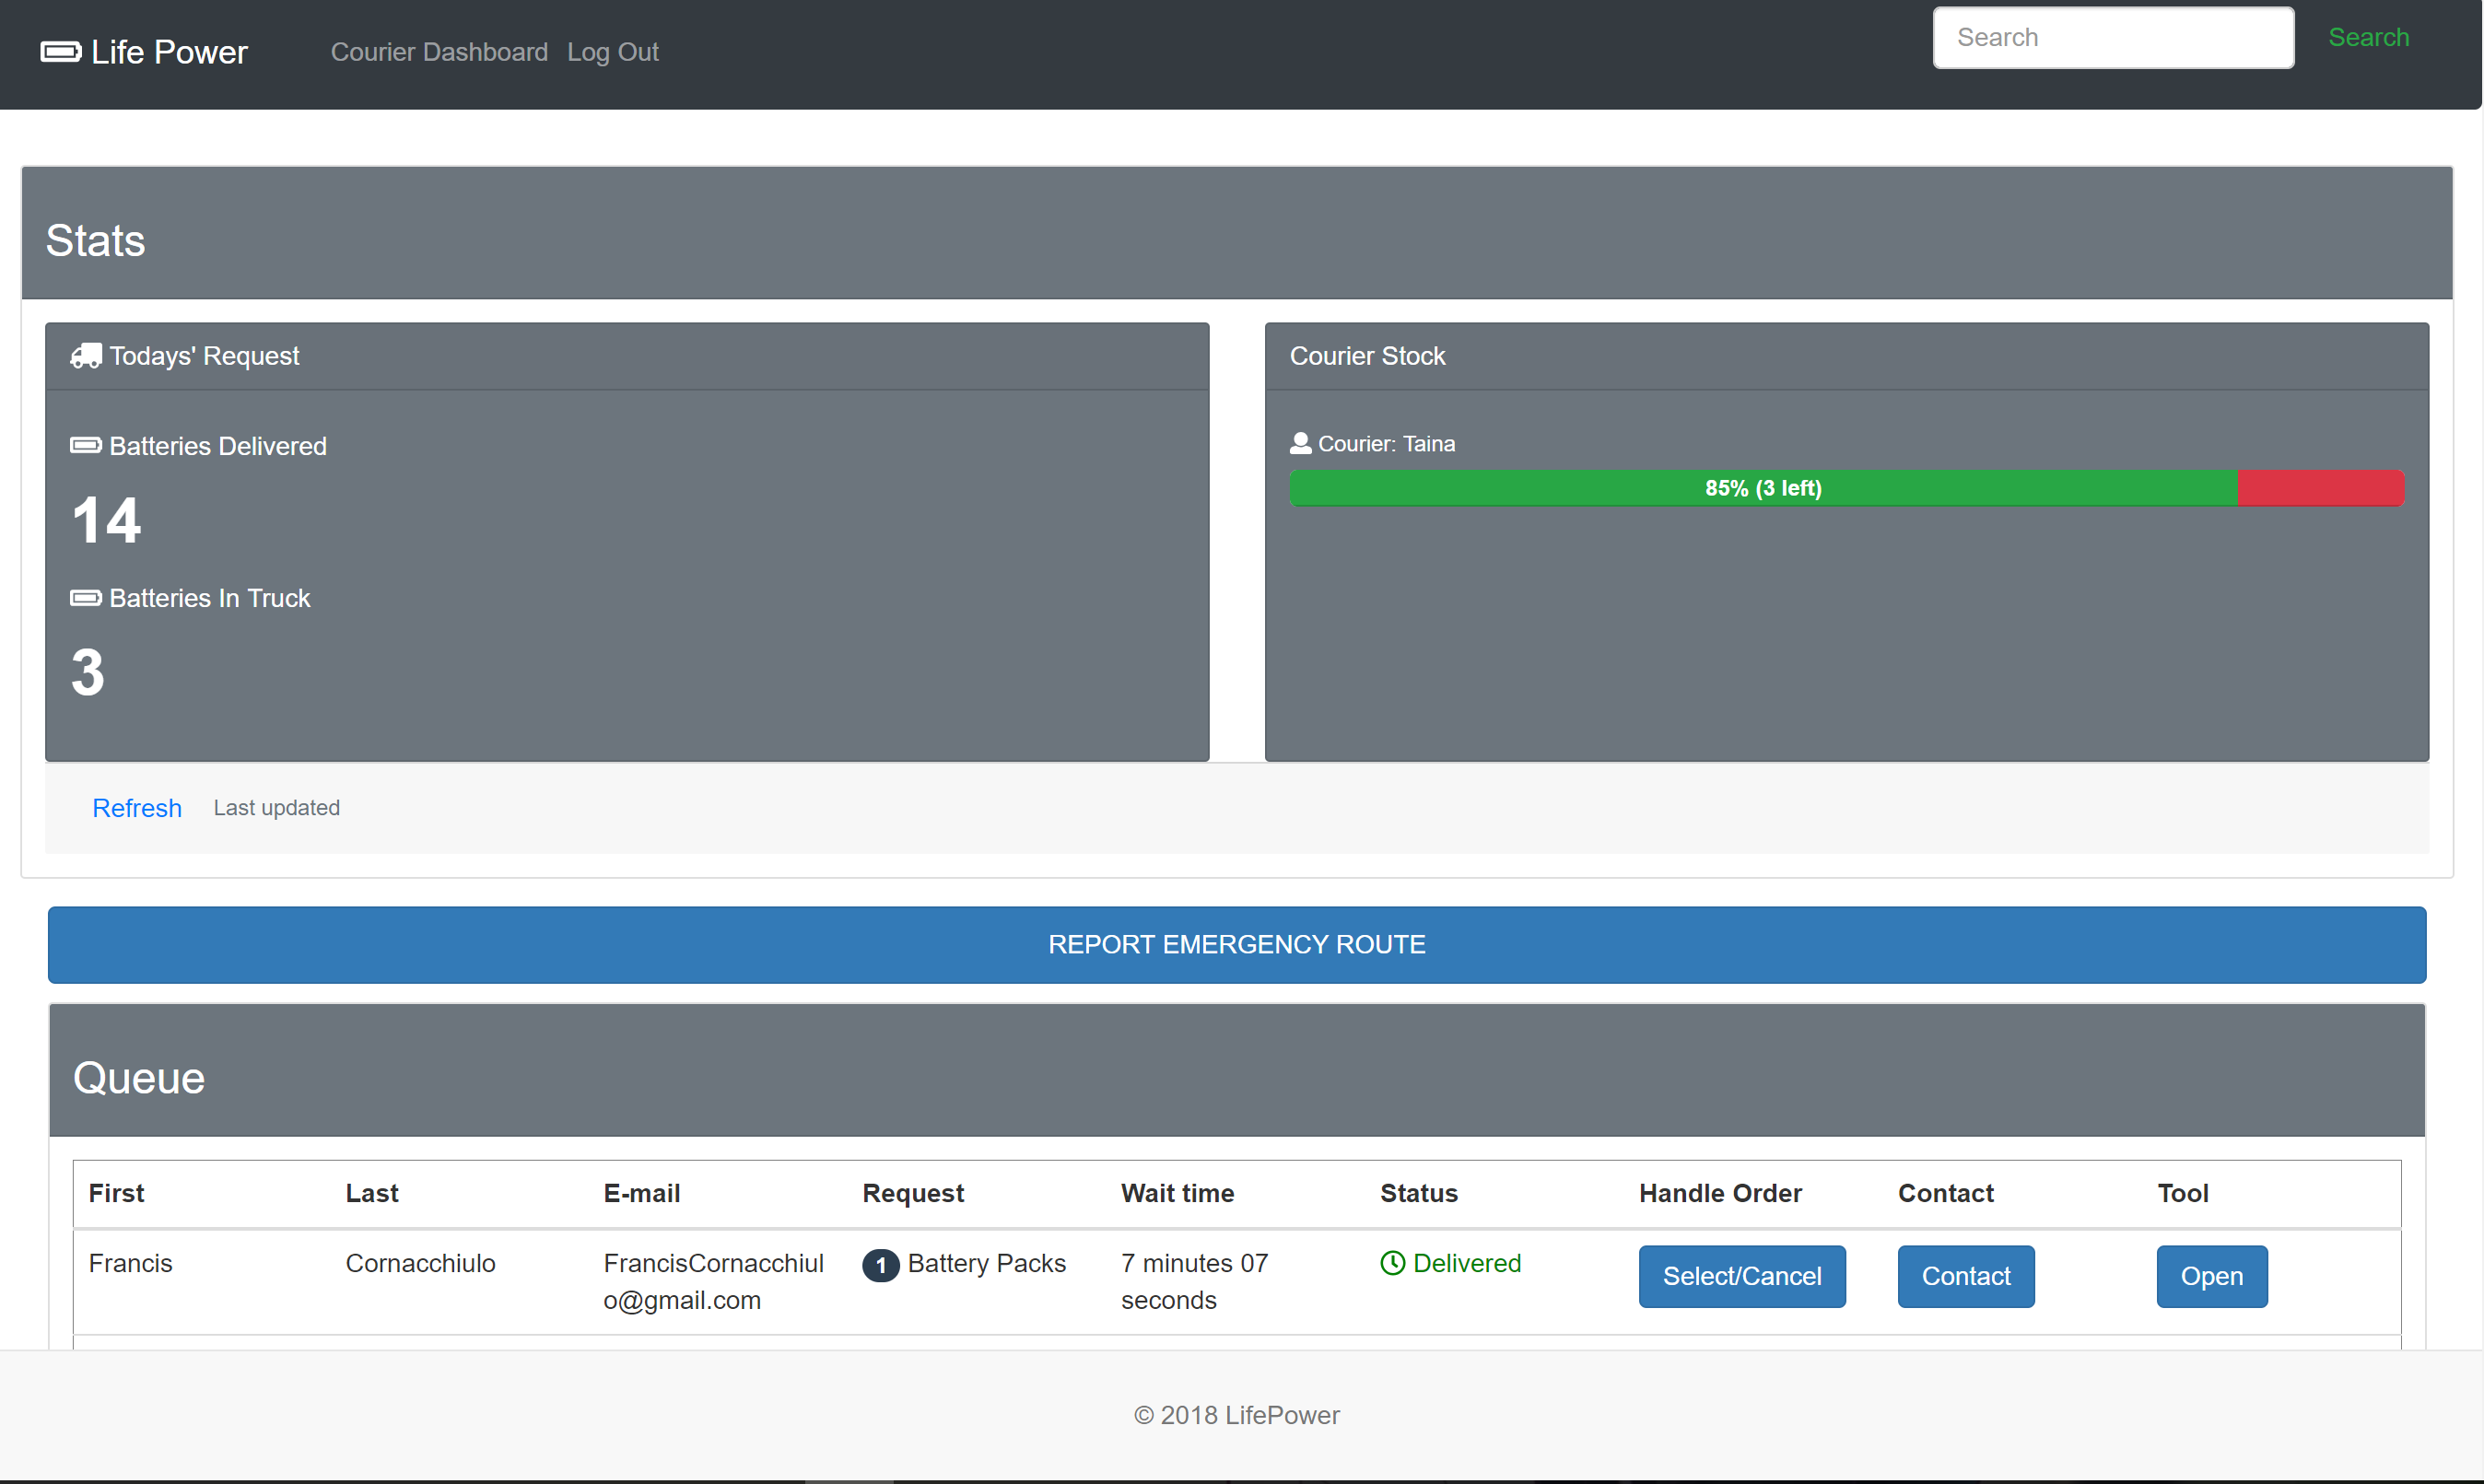 Life Power Courier Dashboard Log Out Search Search
Stats
Todays' Request
Batteries Delivered
14
Batteries In Truck
3
Courier Stock
Courier: Taina
85% (3 left)
Refresh Last updated
REPORT EMERGENCY ROUTE
Queue
First Last E-mail Request Wait time Status Handle Order Contact Tool
Francis Cornacchiulo FrancisCornacchiul 1 Battery Packs 7 minutes 07 Delivered Select/Cancel Contact Open
o@gmail.com seconds
© 2018 LifePower